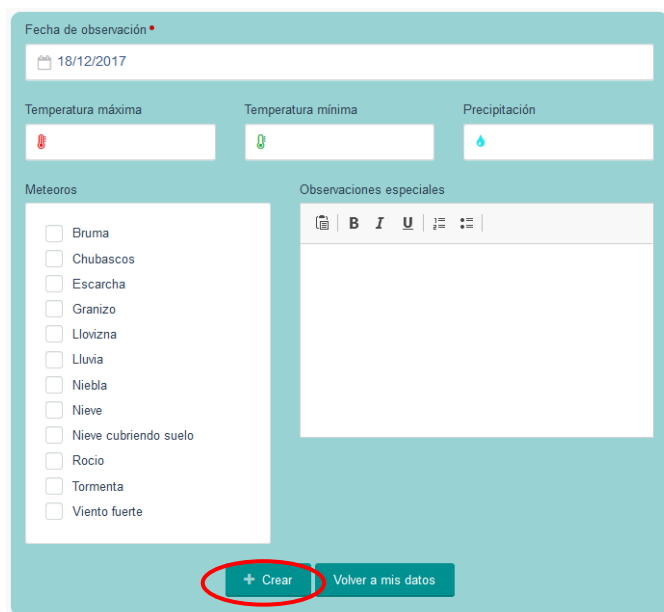 Fecha de observación
18/12/2017
Temperatura máxima
Temperatura mínima
Precipitación
Meteoros
Observaciones especiales
B I U
Bruma
Chubascos
Escarcha
Granizo
Llovizna
Lluvia
Niebla
Nieve
Nieve cubriendo suelo
Rocio
Tormenta
Viento fuerte
+ Crear
Volver a mis datos